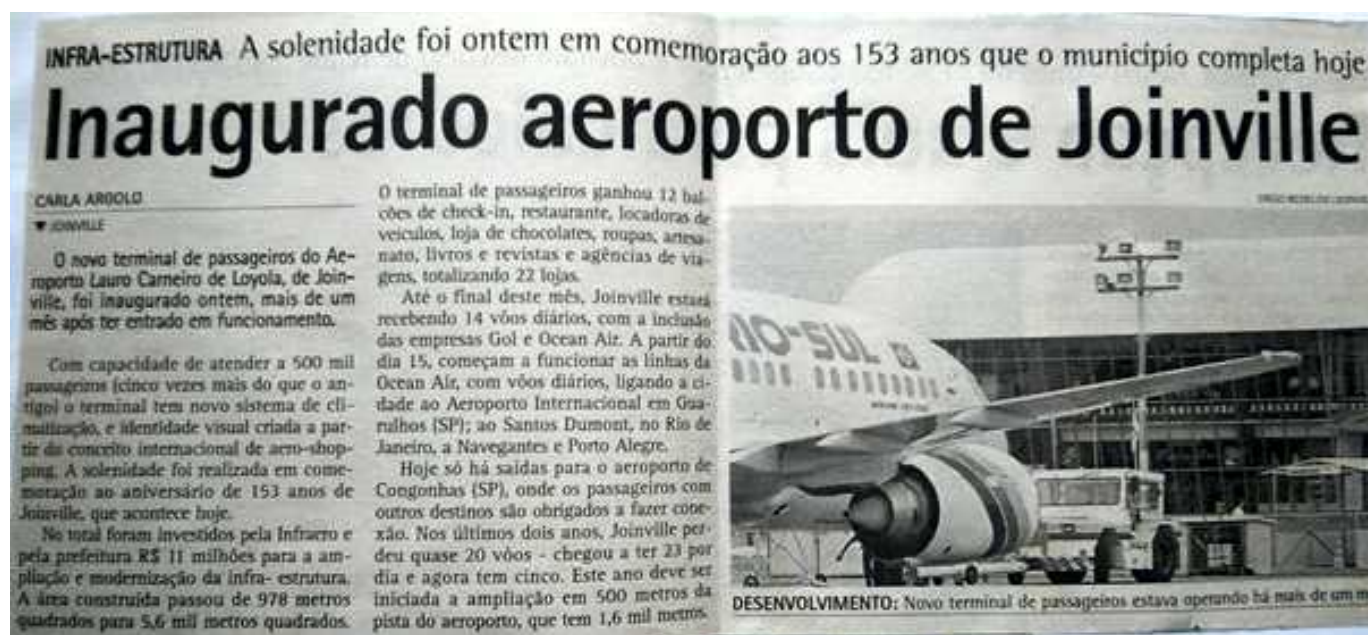 INFRA-ESTRUTURA A solenidade foi ontem em comemoração aos 153 anos que o município completa hoje
Inaugurado aeroporto de Joinville
CARLA ARGOLO
JOINVILLE
O novo terminal de passageiros do Ae-
roporto Lauro Carneiro de Loyola, de Join-
ville, foi inaugurado ontem, mais de um
mês após ter entrado em funcionamento.
Com capacidade de atender a 500 mil
passageiros (cinco vezes mais do que o an-
tigo) o terminal tem novo sistema de cli-
matização, e identidade visual criada a par-
tir do conceito internacional de aero-shop-
ping. A solenidade foi realizada em come-
moração ao aniversário de 153 anos de
Joinville, que acontece hoje.
No total foram investidos pela Infraero e
pela prefeitura R$ 11 milhões para a am-
pliação e modernização da infra- estrutura.
A área construída passou de 978 metros
quadrados para 5,6 mil metros quadrados.
O terminal de passageiros ganhou 12 bal-
cões de check-in, restaurante, locadoras de
veículos, loja de chocolates, roupas, artesa-
nato, livros e revistas e agências de via-
gens, totalizando 22 lojas.
Até o final deste mês, Joinville estará
recebendo 14 vôos diários, com a inclusão
das empresas Gol e Ocean Air. A partir do
dia 15, começam a funcionar as linhas da
Ocean Air, com vôos diários, ligando a ci-
dade ao Aeroporto Internacional em Gua-
rulhos (SP); ao Santos Dumont, no Rio de
Janeiro, a Navegantes e Porto Alegre.
Hoje só há saídas para o aeroporto de
Congonhas (SP), onde os passageiros com
outros destinos são obrigados a fazer cone-
xão. Nos últimos dois anos, Joinville per-
deu quase 20 vôos - chegou a ter 23 por
dia e agora tem cinco. Este ano deve ser
iniciada a ampliação em 500 metros da
pista do aeroporto, que tem 1,6 mil metros.
RIO-SUL
DESENVOLVIMENTO: Novo terminal de passageiros estava operando há mais de um m